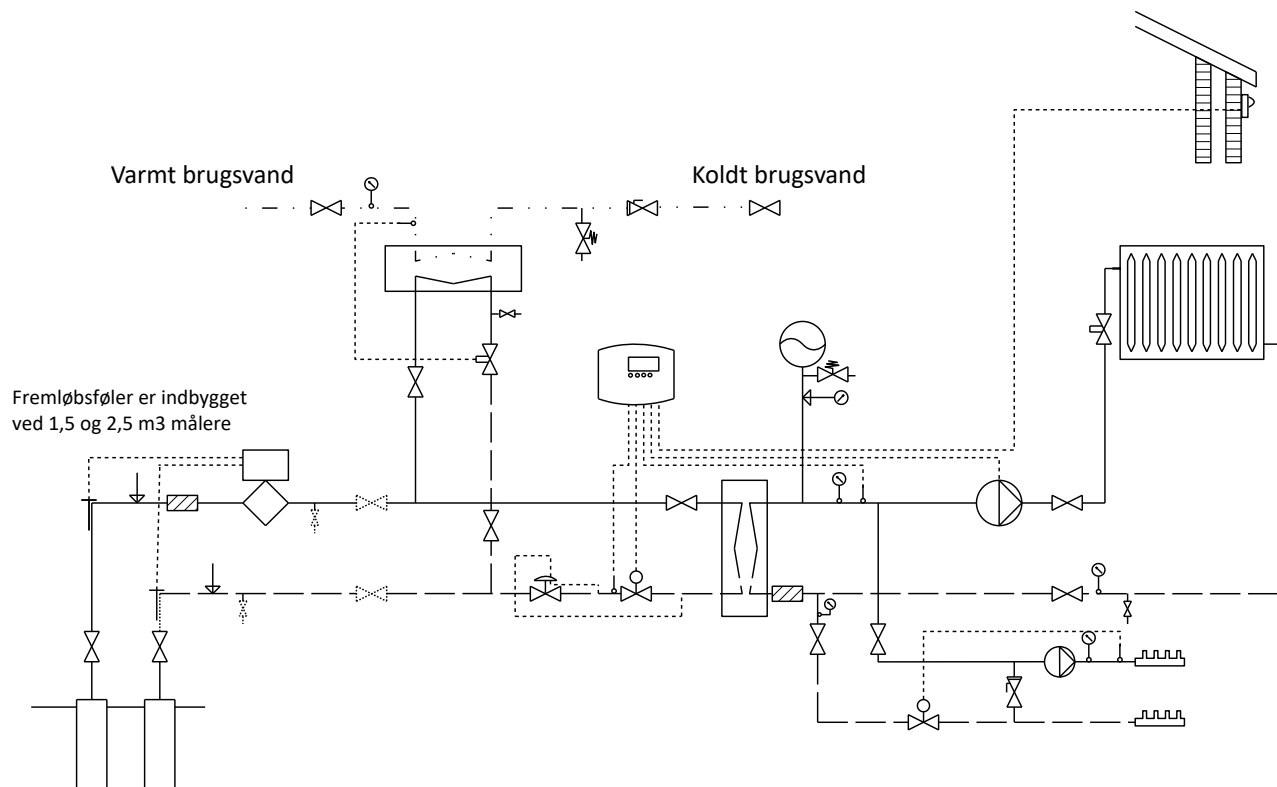 Varmt brugsvand
Koldt brugsvand
Fremløbsføler er indbygget
ved 1,5 og 2,5 m3 målere